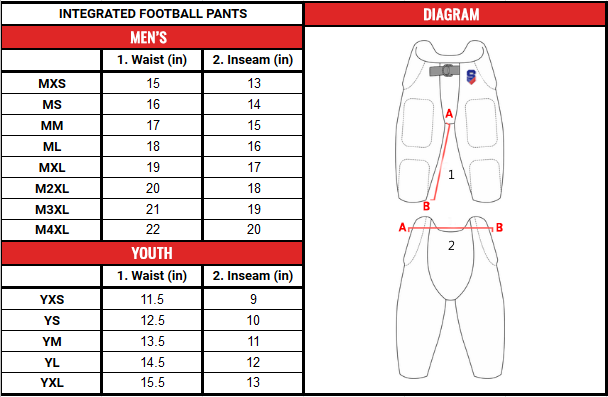 INTEGRATED FOOTBALL PANTS
MEN'S
1. Waist (in) 2. Inseam (in)
MXS 15 13
MS 16 14
MM 17 15
ML 18 16
MXL 19 17
M2XL 20 18
M3XL 21 19
M4XL 22 20
YOUTH
1. Waist (in) 2. Inseam (in)
YXS 11.5 9
YS 12.5 10
YM 13.5 11
YL 14.5 12
YXL 15.5 13
DIAGRAM
S
A
1
B
A B
2